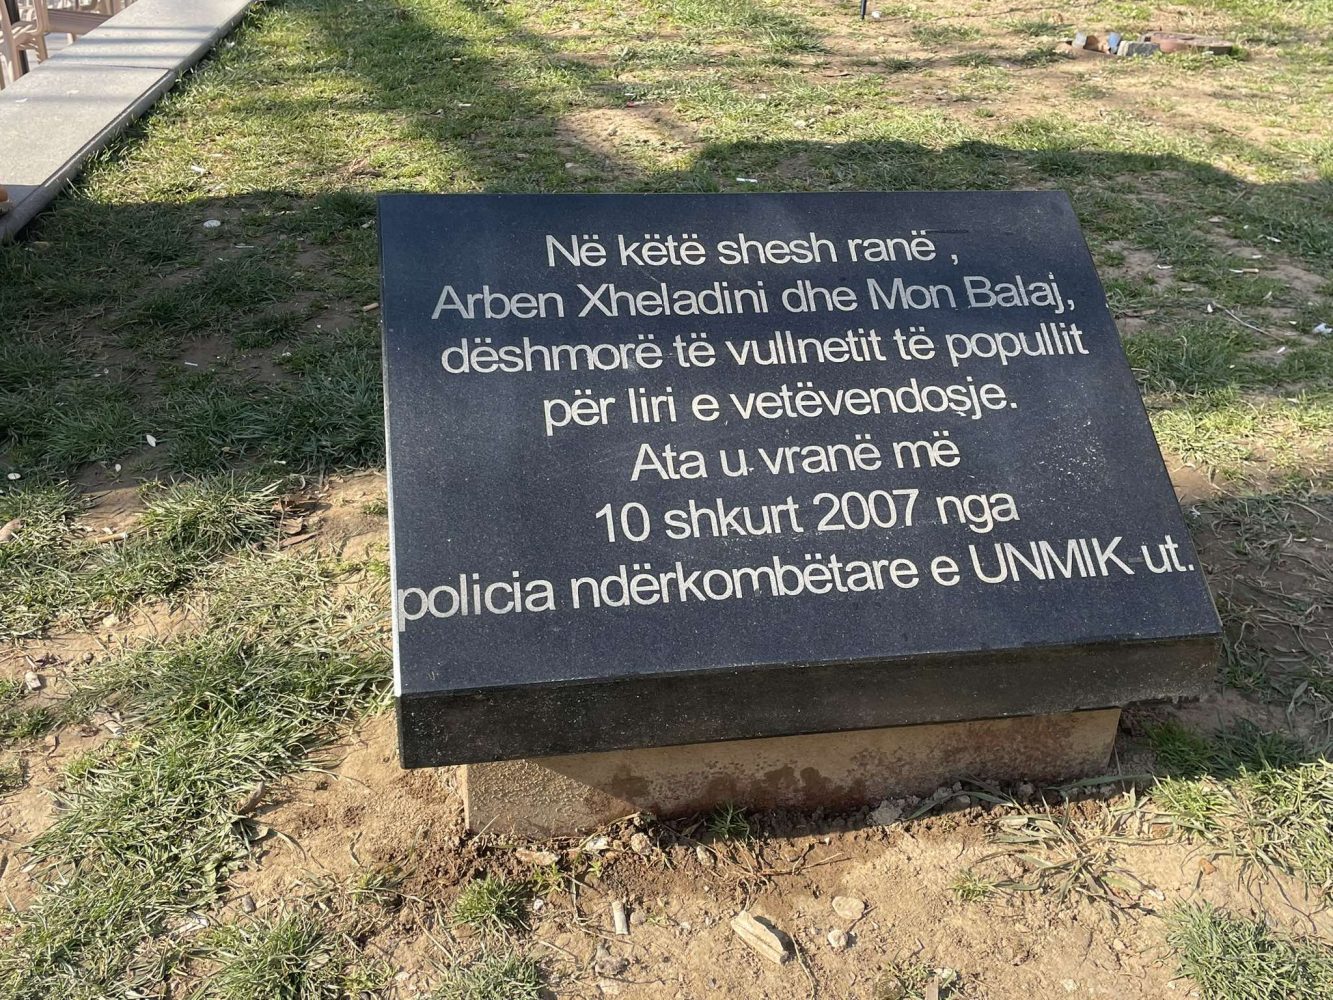 Në këtë shesh ranë ,
Arben Xheladini dhe Mon Balaj,
dëshmorë të vullnetit të popullit
për liri e vetëvendosje.
Ata u vranë më
10 shkurt 2007 nga
policia ndërkombëtare e UNMIK-ut.